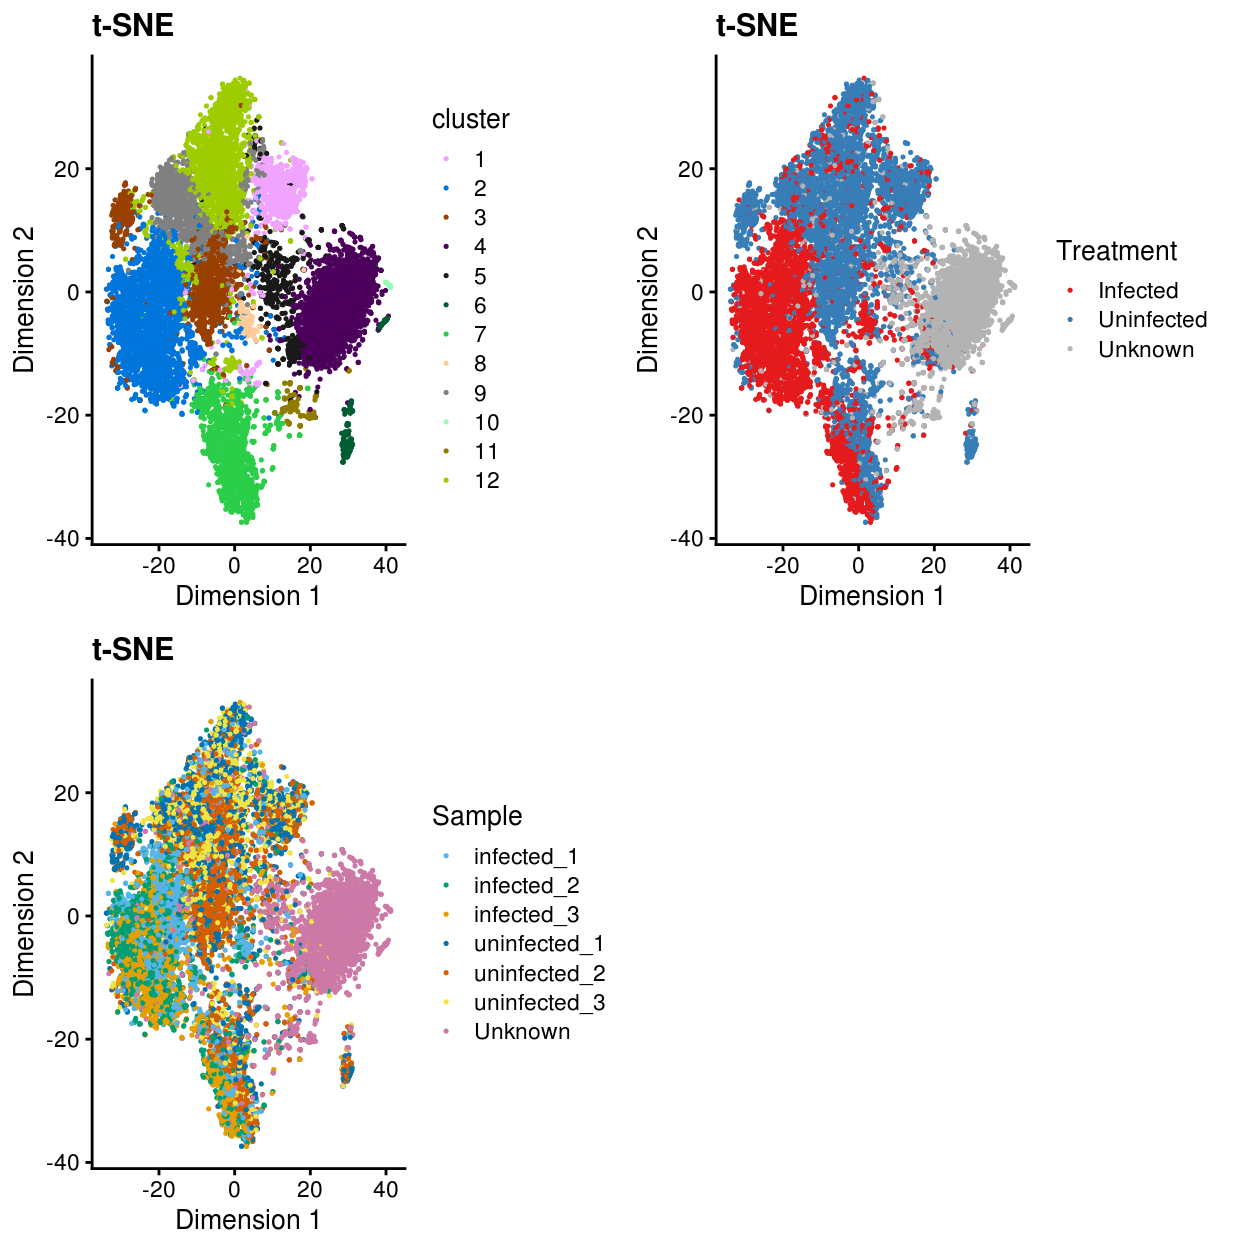 t-SNE
Dimension 2
20
0
-20
-40
-20
0
20
40
Dimension 1
cluster
1
2
3
4
5
6
7
8
9
10
11
12
t-SNE
Dimension 2
20
0
-20
-40
-20
0
20
40
Dimension 1
Treatment
Infected
Uninfected
Unknown
t-SNE
Dimension 2
20
0
-20
-40
-20
0
20
40
Dimension 1
Sample
infected_1
infected_2
infected_3
uninfected_1
uninfected_2
uninfected_3
Unknown